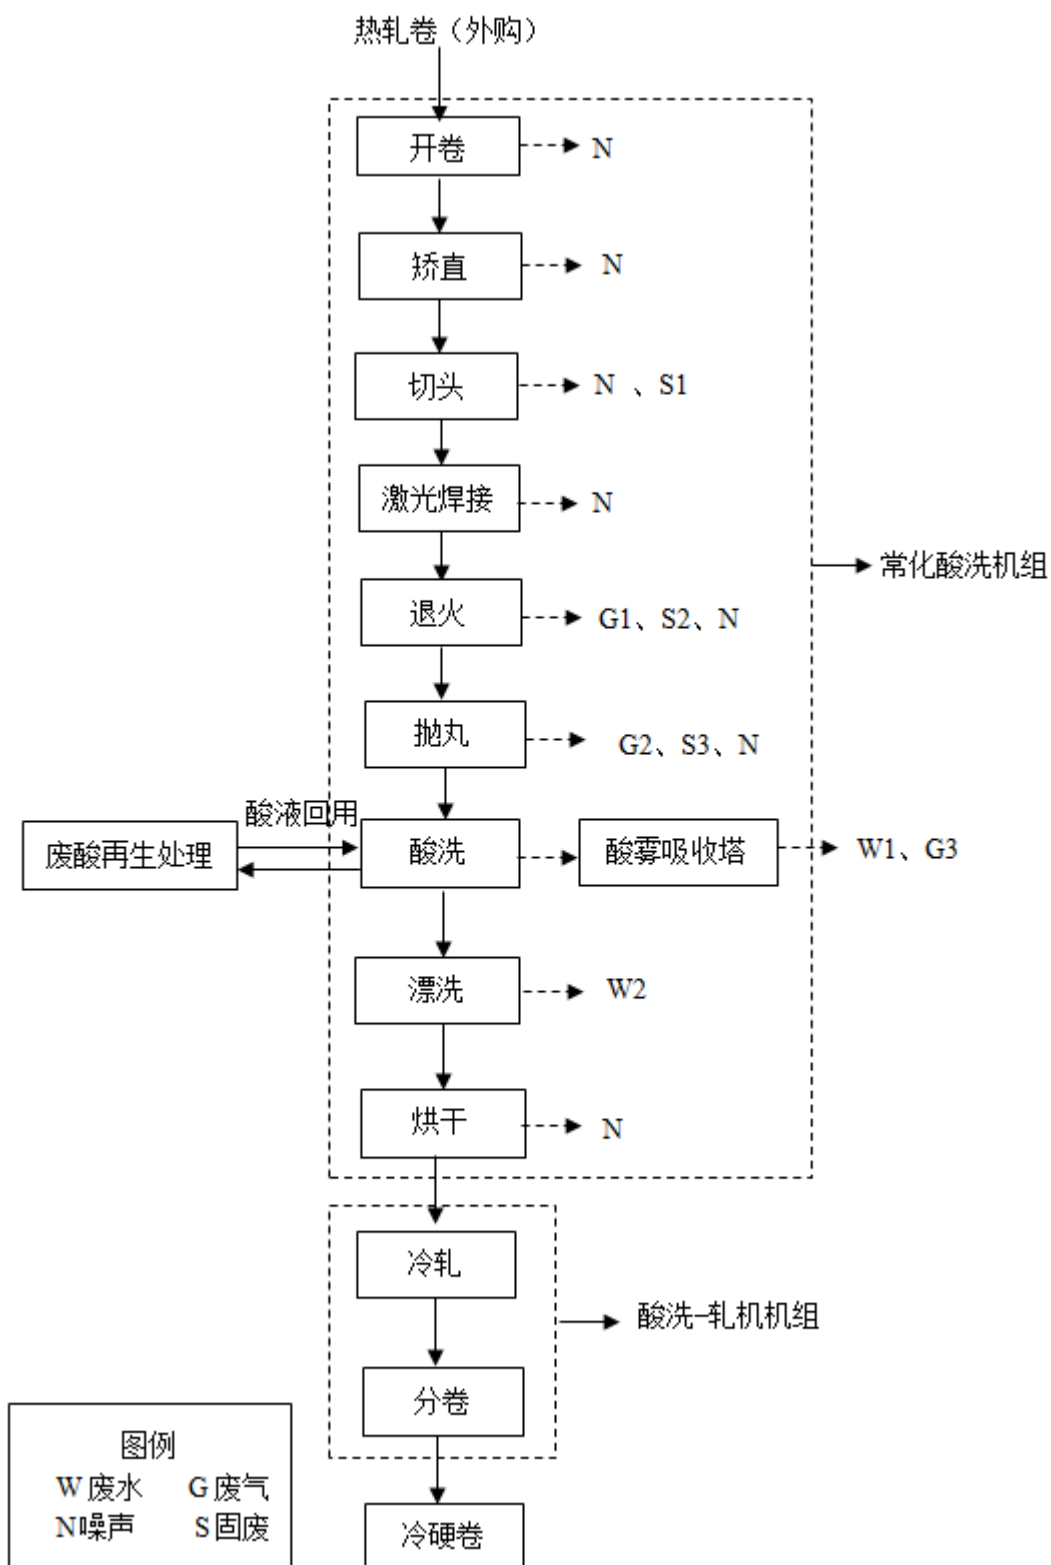 热轧卷（外购）
开卷
N
矫直
N
切头
N 、S1
激光焊接
N
常化酸洗机组
退火
G1、S2、N
抛丸
G2、S3、N
酸液回用
废酸再生处理
酸洗
酸雾吸收塔
W1、G3
漂洗
W2
烘干
N
冷轧
酸洗-轧机机组
分卷
冷硬卷
图例
W 废水 G 废气
N噪声 S固废